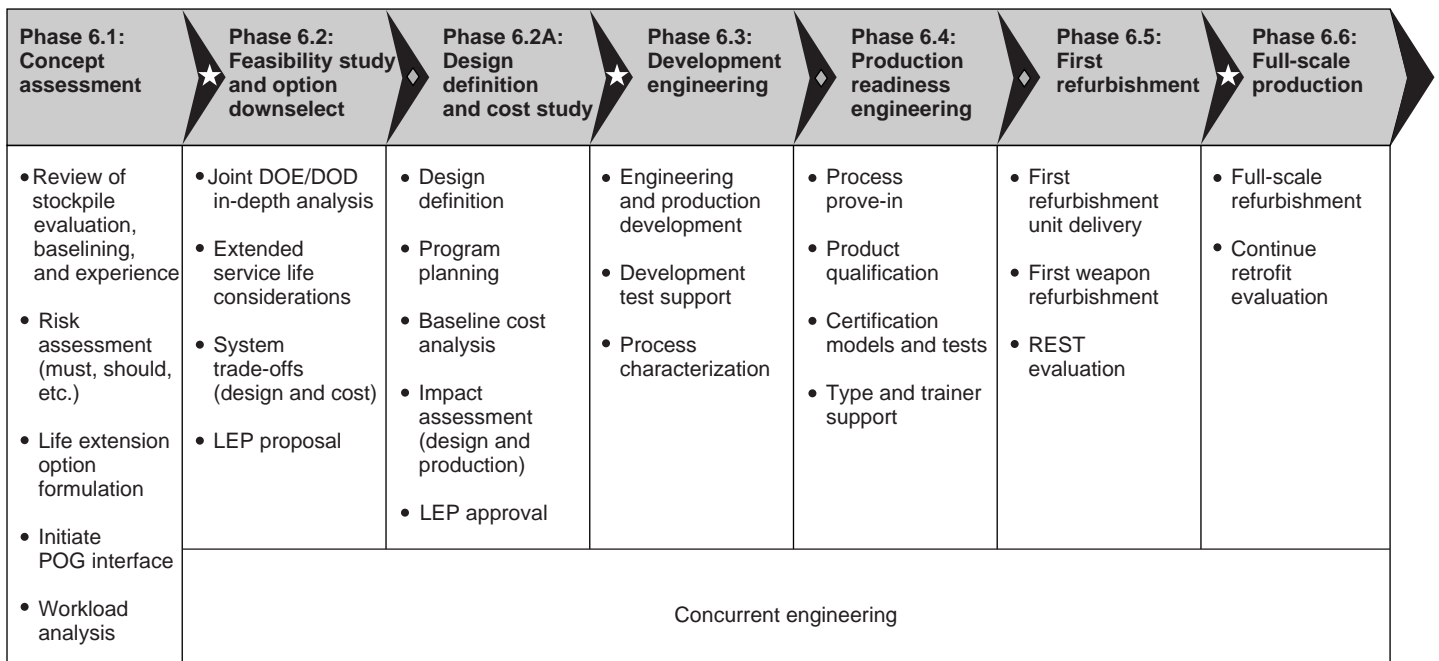 Phase 6.1:
Concept
assessment
Phase 6.2:
Feasibility study
and option
downselect
Phase 6.2A:
Design
definition
and cost study
Phase 6.3:
Development
engineering
Phase 6.4:
Production
readiness
engineering
Phase 6.5:
First
refurbishment
Phase 6.6:
Full-scale
production
• Review of
stockpile
evaluation,
baselining,
and experience
• Risk
assessment
(must, should,
etc.)
• Life extension
option
formulation
• Initiate
POG interface
• Workload
analysis
• Joint DOE/DOD
in-depth analysis
• Extended
service life
considerations
• System
trade-offs
(design and cost)
• LEP proposal
• Design
definition
• Program
planning
• Baseline cost
analysis
• Impact
assessment
(design and
production)
• LEP approval
• Engineering
and production
development
• Development
test support
• Process
characterization
• Process
prove-in
• Product
qualification
• Certification
models and tests
• Type and trainer
support
• First
refurbishment
unit delivery
• First weapon
refurbishment
• REST
evaluation
• Full-scale
refurbishment
• Continue
retrofit
evaluation
Concurrent engineering